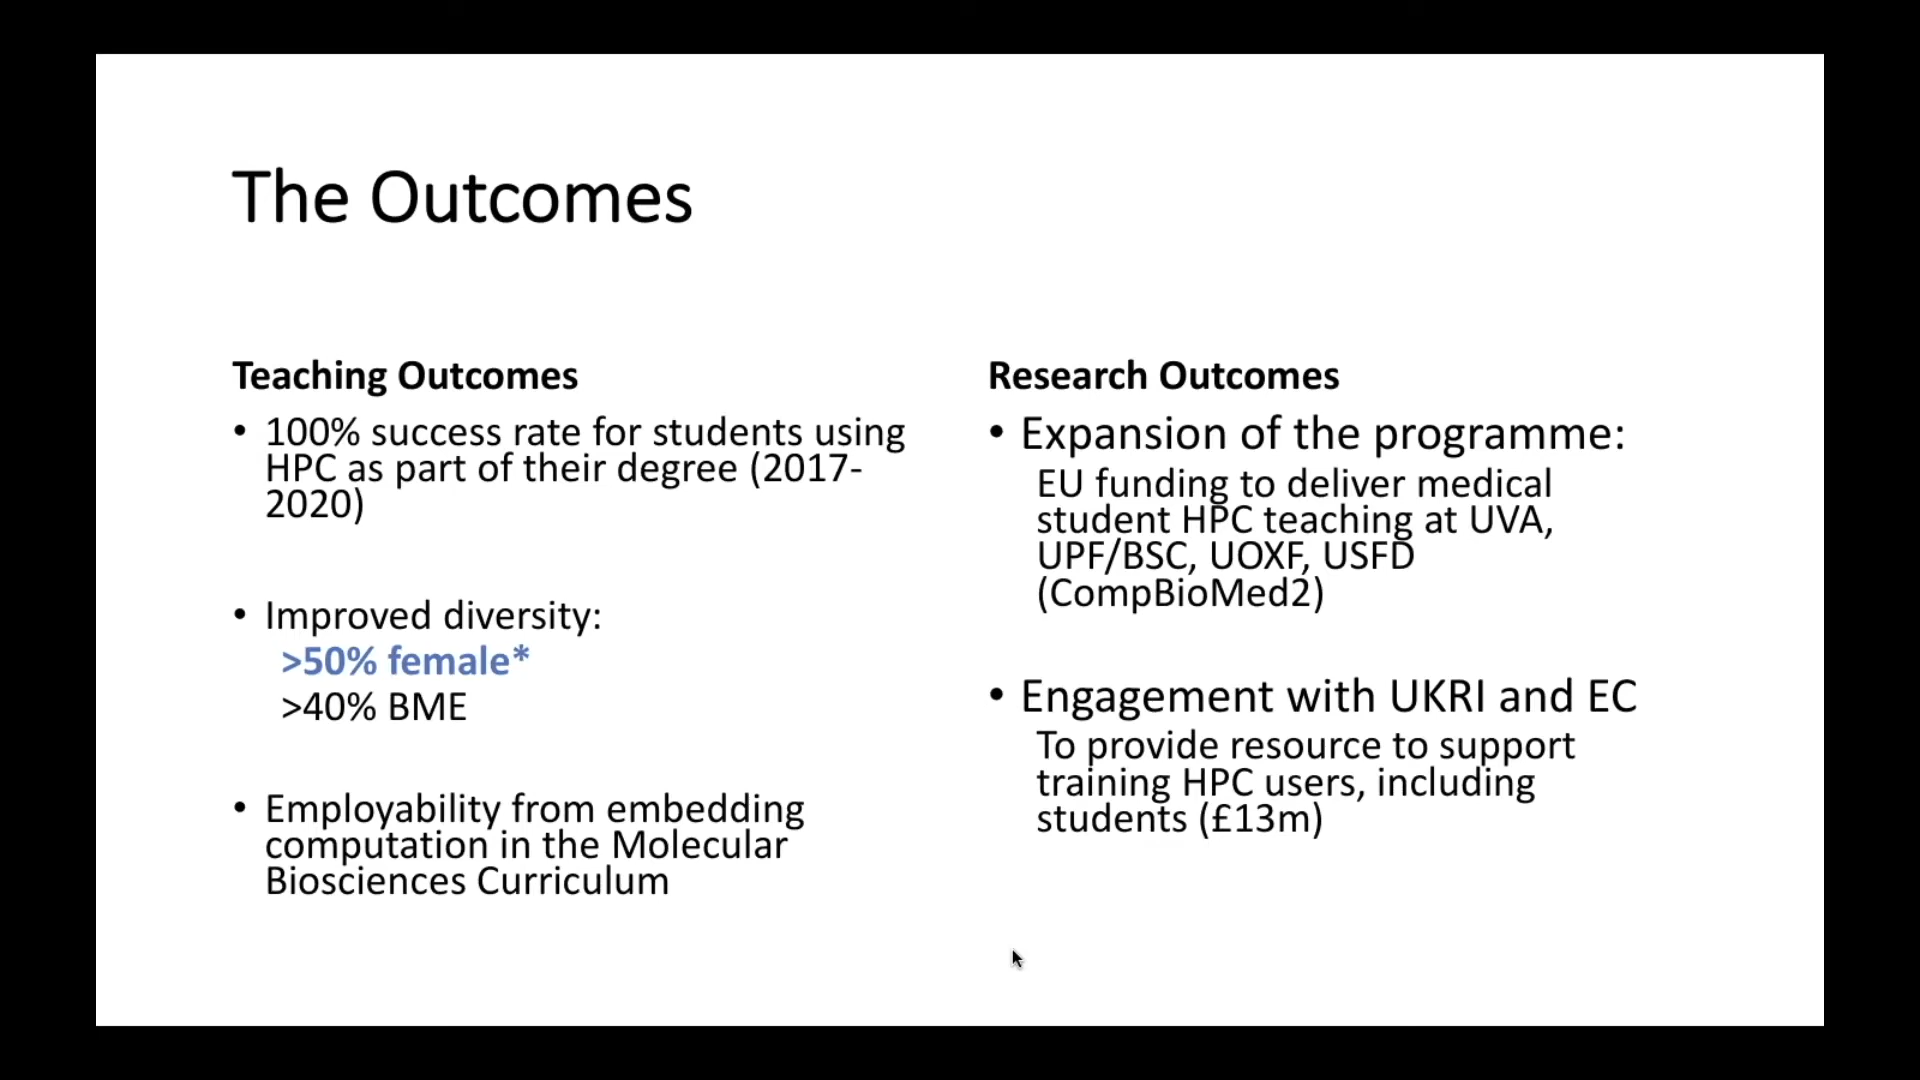 The Outcomes
Teaching Outcomes
• 100% success rate for students using
HPC as part of their degree (2017-
2020)
• Improved diversity:
>50% female*
>40% BME
• Employability from embedding
computation in the Molecular
Biosciences Curriculum
Research Outcomes
• Expansion of the programme:
EU funding to deliver medical
student HPC teaching at UVA,
UPF/BSC, UOXF, USFD
(CompBioMed2)
• Engagement with UKRI and EC
To provide resource to support
training HPC users, including
students (£13m)